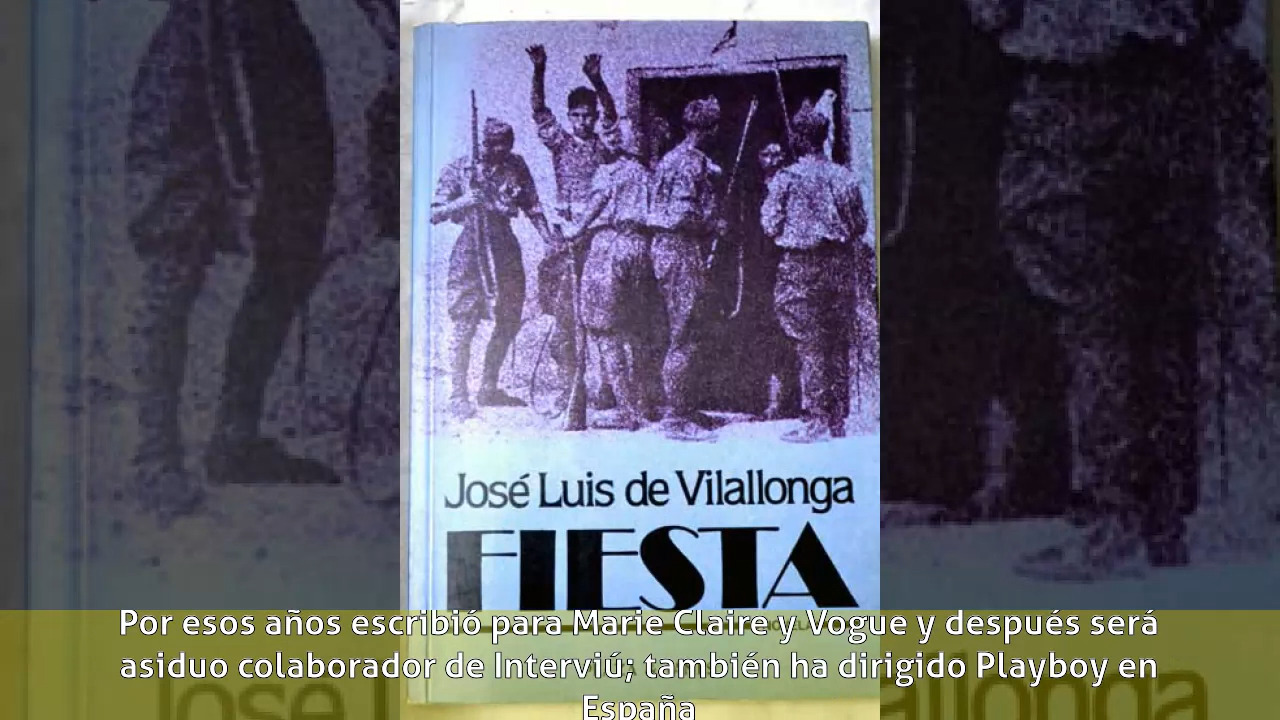 José Luis de Vilallonga
FIESTA
Por esos años escribió para Marie Claire y Vogue y después será
asiduo colaborador de Interviú; también ha dirigido Playboy en
España